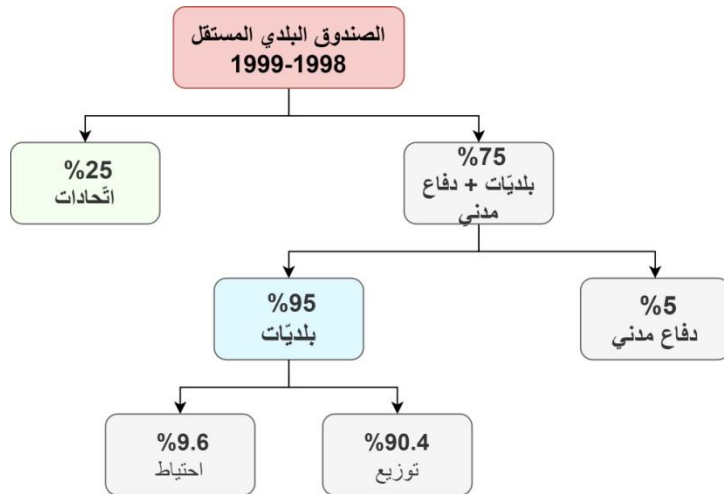 الصندوق البلدي المستقل
1999-1998
%75
بلديّات + دفاع
مدني
%25
اتّحادات
%5
دفاع مدني
%95
بلديّات
%90.4
توزيع
%9.6
احتياط